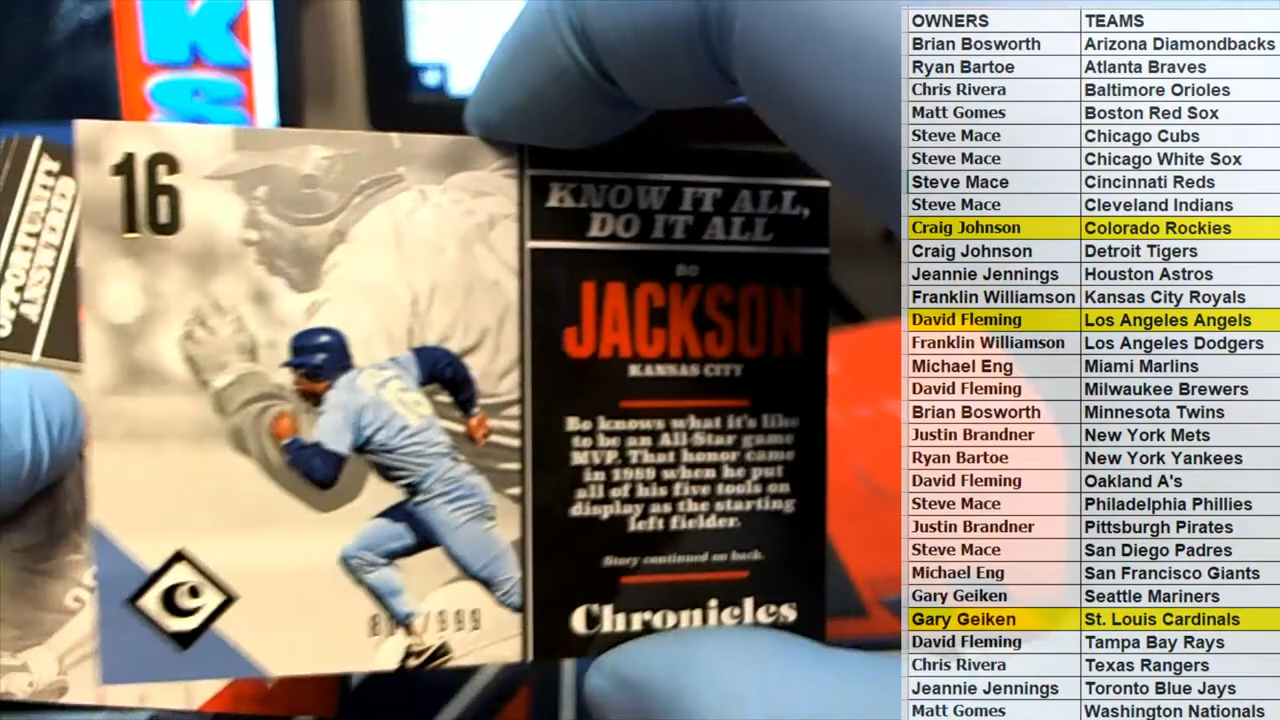 KS
OPPORTUNITY
ANSWERED
16
KNOW IT ALL,
DO IT ALL
BO
JACKSON
KANSAS CITY
Bo knows what it's like
to be an All-Star game
MVP. That honor came
in 1989 when he put
all of his five tools on
display as the starting
left fielder.
Story continued on back.
Chronicles
C9
/999
OWNERS TEAMS
Brian Bosworth Arizona Diamondbacks
Ryan Bartoe Atlanta Braves
Chris Rivera Baltimore Orioles
Matt Gomes Boston Red Sox
Steve Mace Chicago Cubs
Steve Mace Chicago White Sox
Steve Mace Cincinnati Reds
Steve Mace Cleveland Indians
Craig Johnson Colorado Rockies
Craig Johnson Detroit Tigers
Jeannie Jennings Houston Astros
Franklin Williamson Kansas City Royals
David Fleming Los Angeles Angels
Franklin Williamson Los Angeles Dodgers
Michael Eng Miami Marlins
David Fleming Milwaukee Brewers
Brian Bosworth Minnesota Twins
Justin Brandner New York Mets
Ryan Bartoe New York Yankees
David Fleming Oakland A's
Steve Mace Philadelphia Phillies
Justin Brandner Pittsburgh Pirates
Steve Mace San Diego Padres
Michael Eng San Francisco Giants
Gary Geiken Seattle Mariners
Gary Geiken St. Louis Cardinals
David Fleming Tampa Bay Rays
Chris Rivera Texas Rangers
Jeannie Jennings Toronto Blue Jays
Matt Gomes Washington Nationals